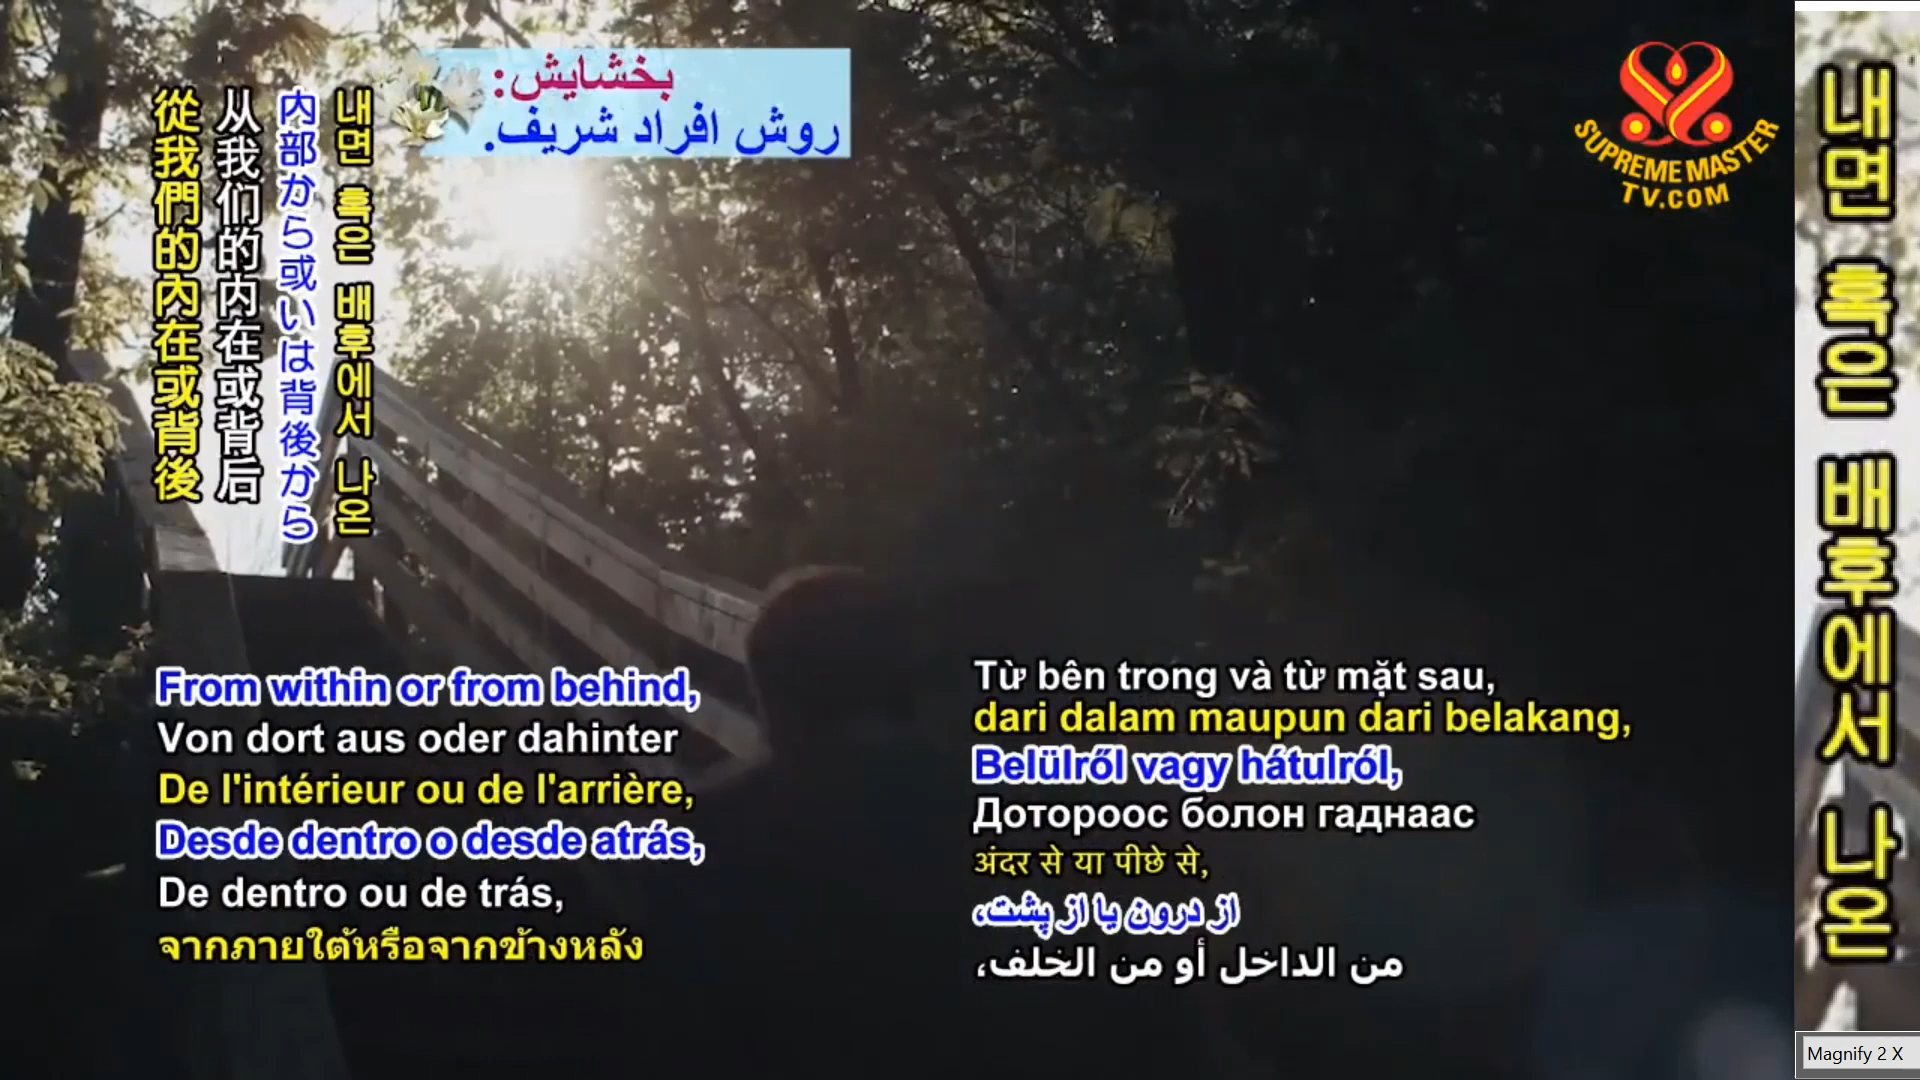 بخشایش:
روش افراد شریف.
SUPREME MASTER
TV.COM
내면 혹은 배후에서 나온
内部から或いは背後から
从我们的内在或背后
從我們的內在或背後
From within or from behind,
Von dort aus oder dahinter
De l'intérieur ou de l'arrière,
Desde dentro o desde atrás,
De dentro ou de trás,
จากภายใต้หรือจากข้างหลัง
Từ bên trong và từ mặt sau,
dari dalam maupun dari belakang,
Belülről vagy hátulról,
Дотороос болон гаднаас
अंदर से या पीछे से,
از درون یا از پشت،
من الداخل أو من الخلف،
내면 혹은 배후에서 나온
Magnify 2 X